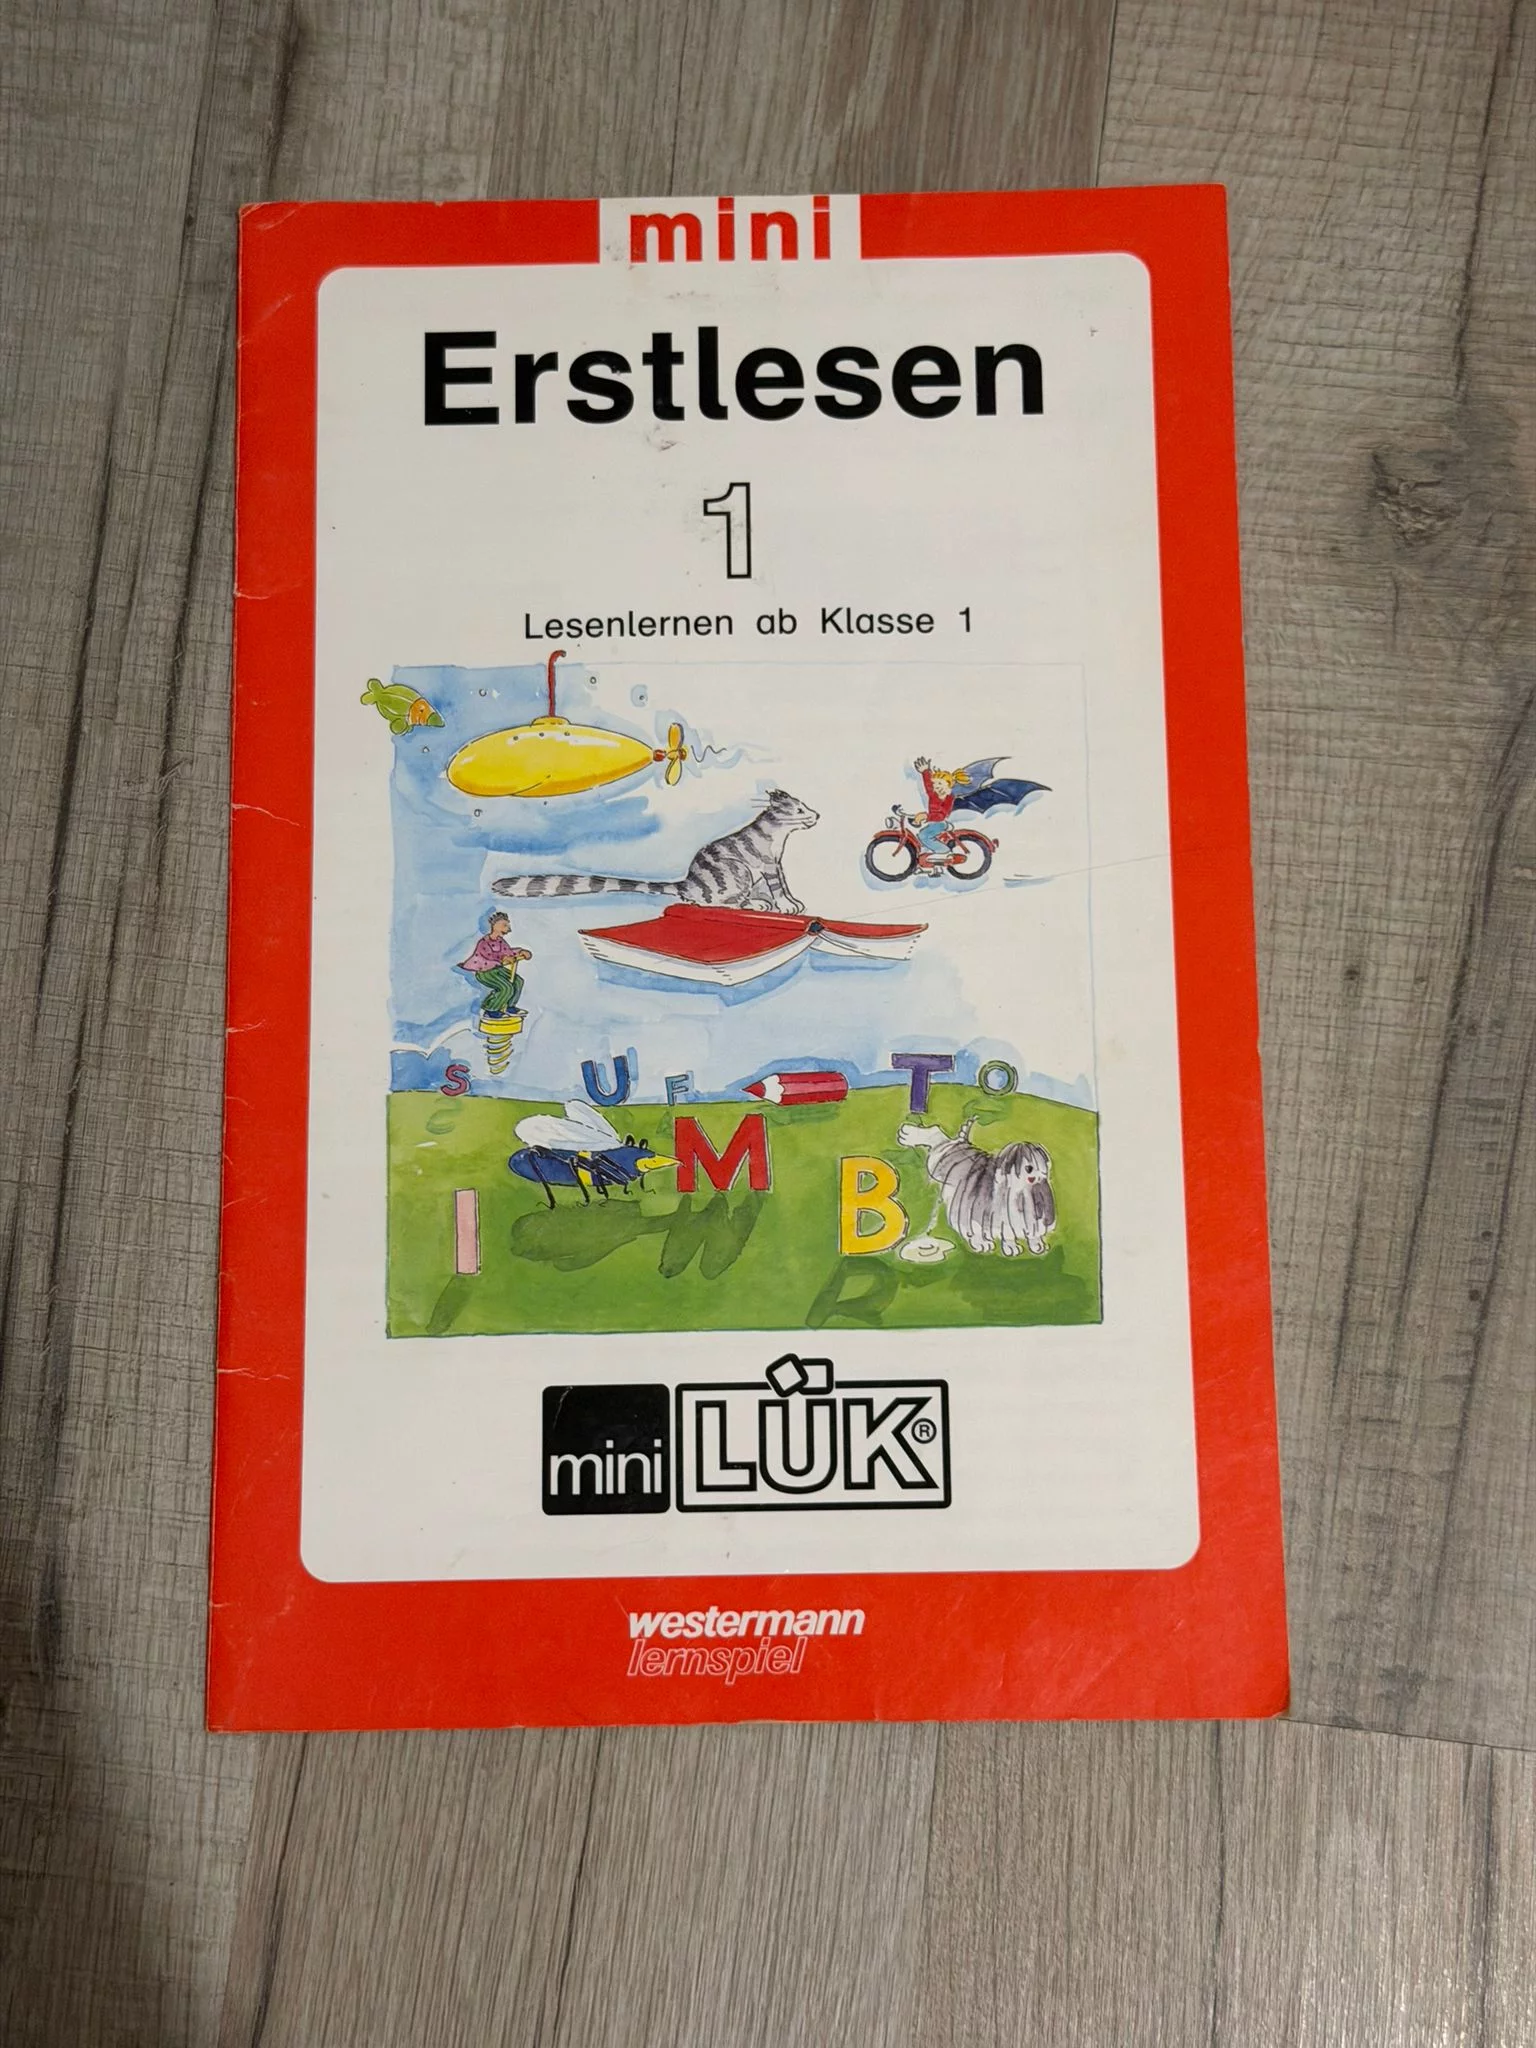 mini
Erstlesen
1
Lesenlernen ab Klasse 1
S U F T O
M
I B
mini LÜK®
westermann
lernspiel